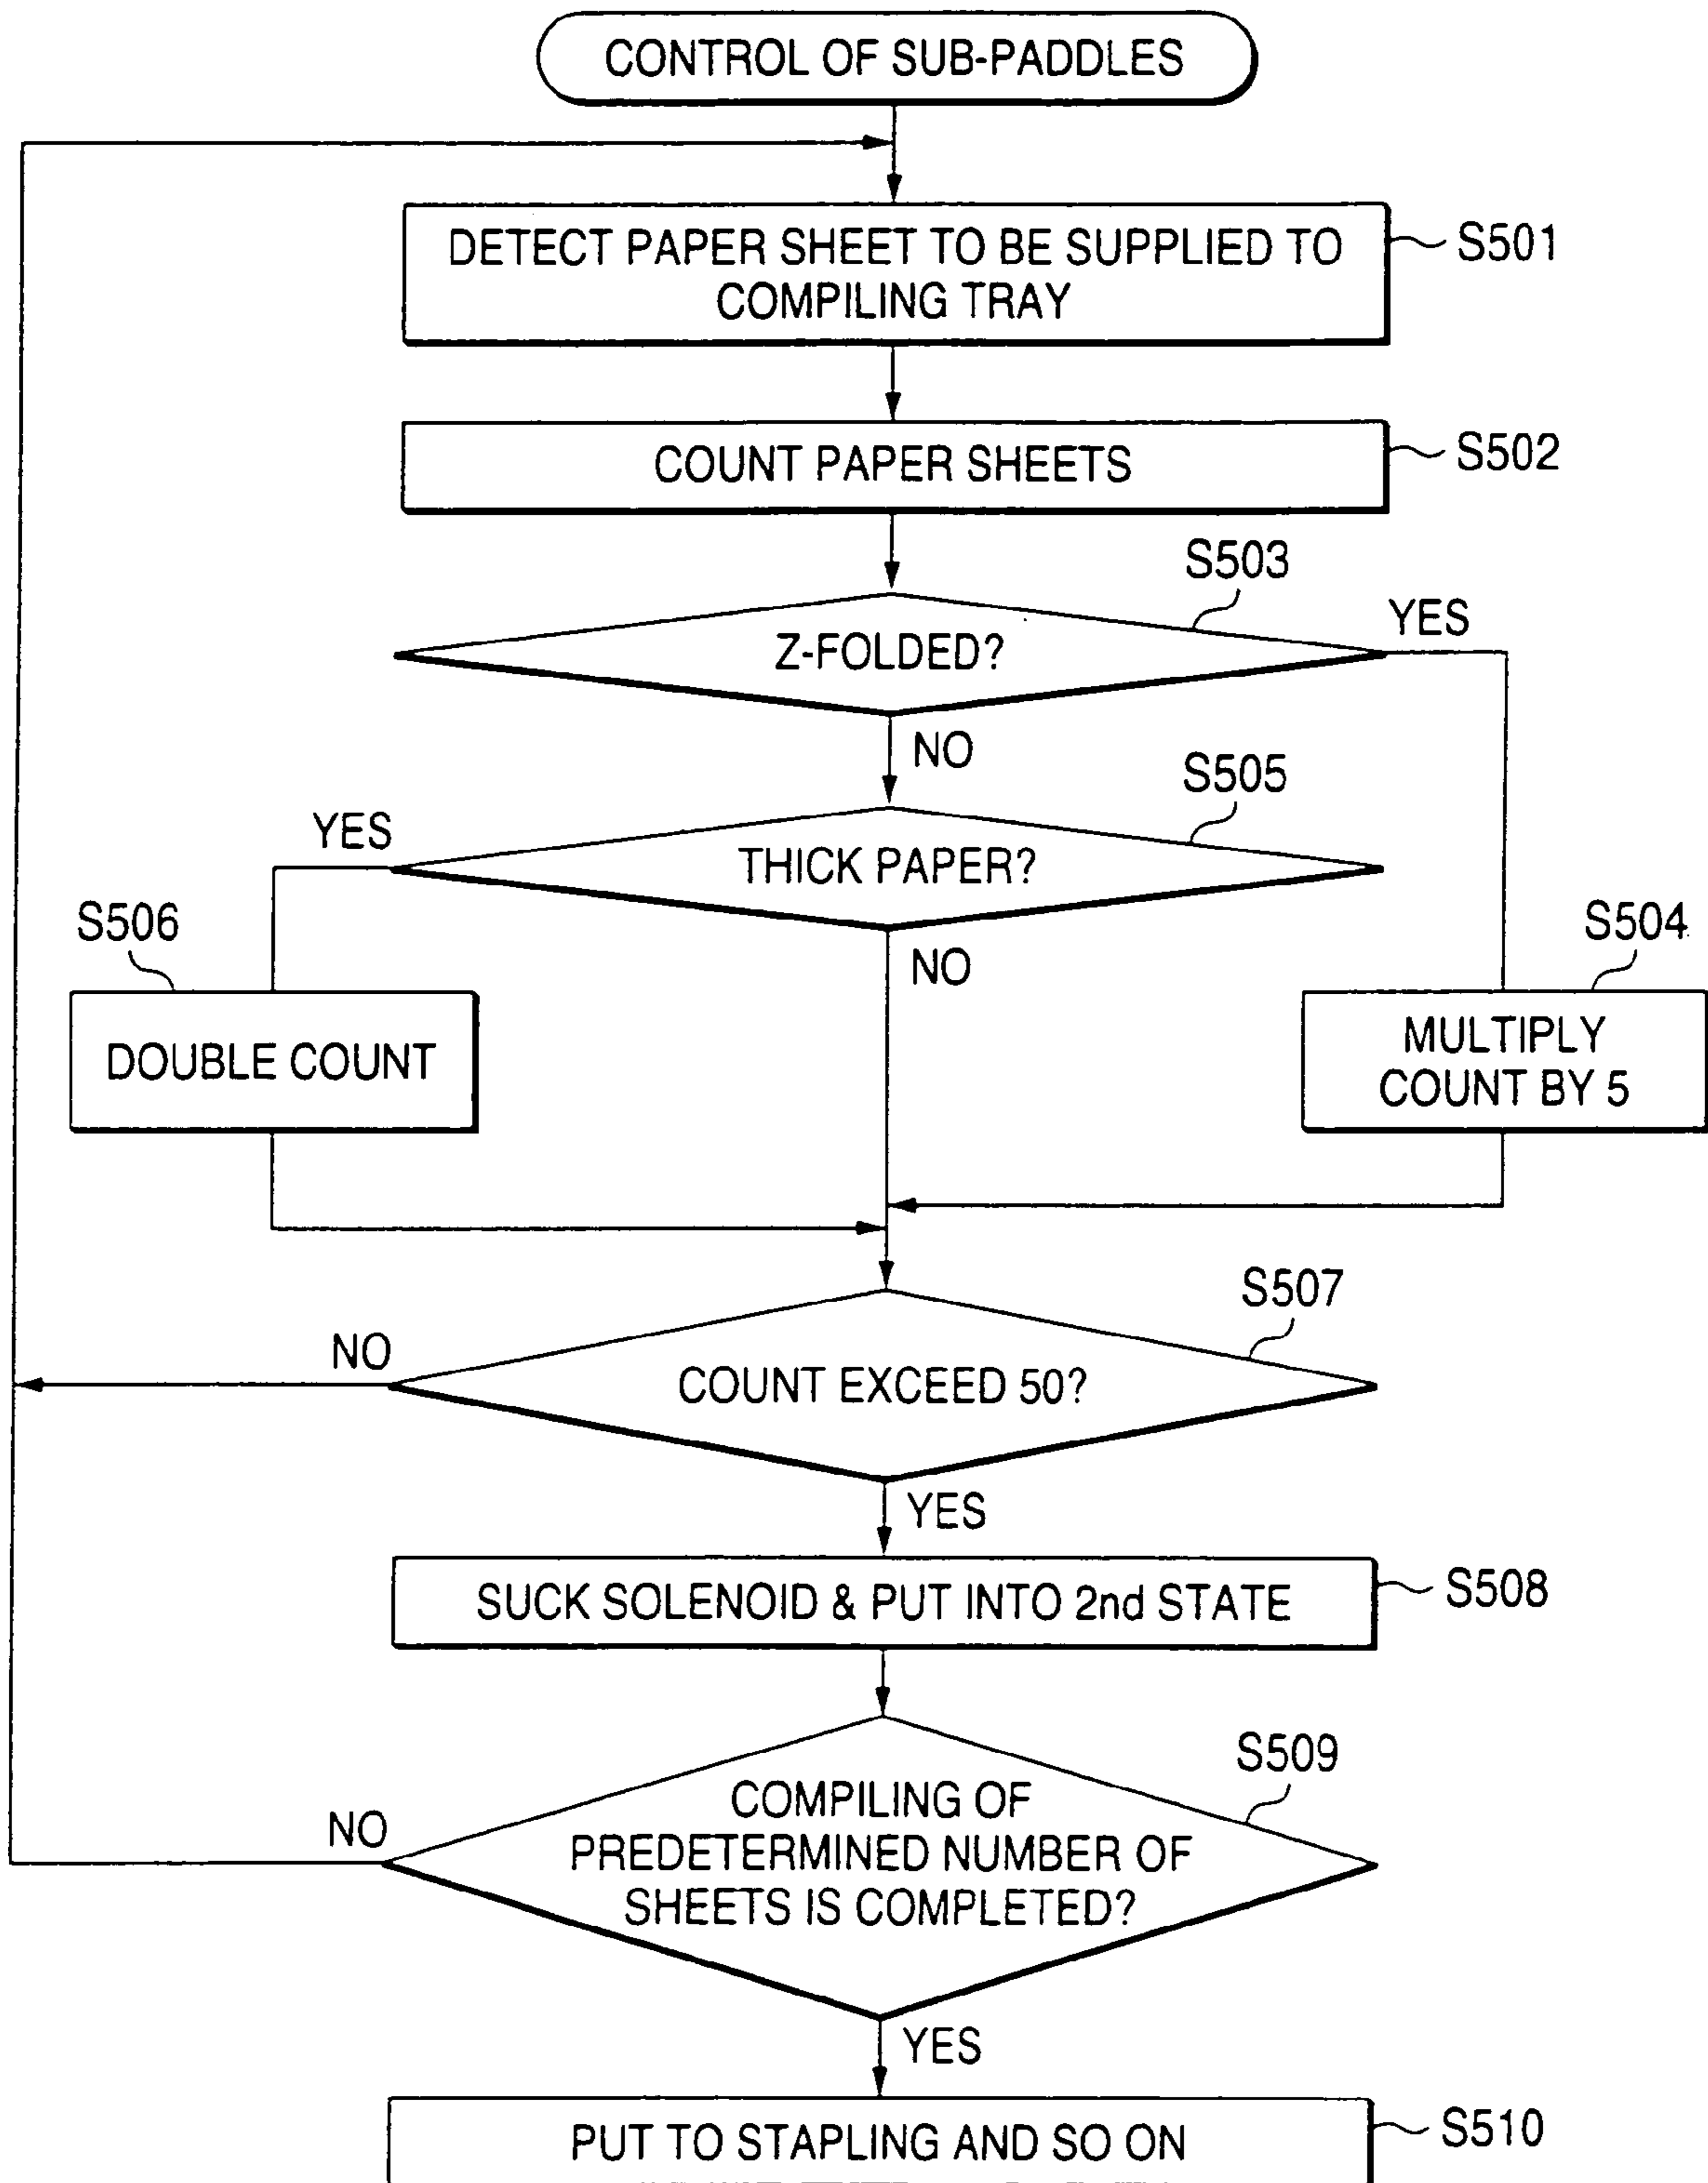 CONTROL OF SUB-PADDLES
DETECT PAPER SHEET TO BE SUPPLIED TO
COMPILING TRAY
S501
COUNT PAPER SHEETS
S502
S503
Z-FOLDED?
YES
NO
S505
THICK PAPER?
YES
NO
S506
DOUBLE COUNT
S504
MULTIPLY
COUNT BY 5
S507
COUNT EXCEED 50?
NO
YES
SUCK SOLENOID & PUT INTO 2nd STATE
S508
S509
COMPILING OF
PREDETERMINED NUMBER OF
SHEETS IS COMPLETED?
NO
YES
PUT TO STAPLING AND SO ON
S510